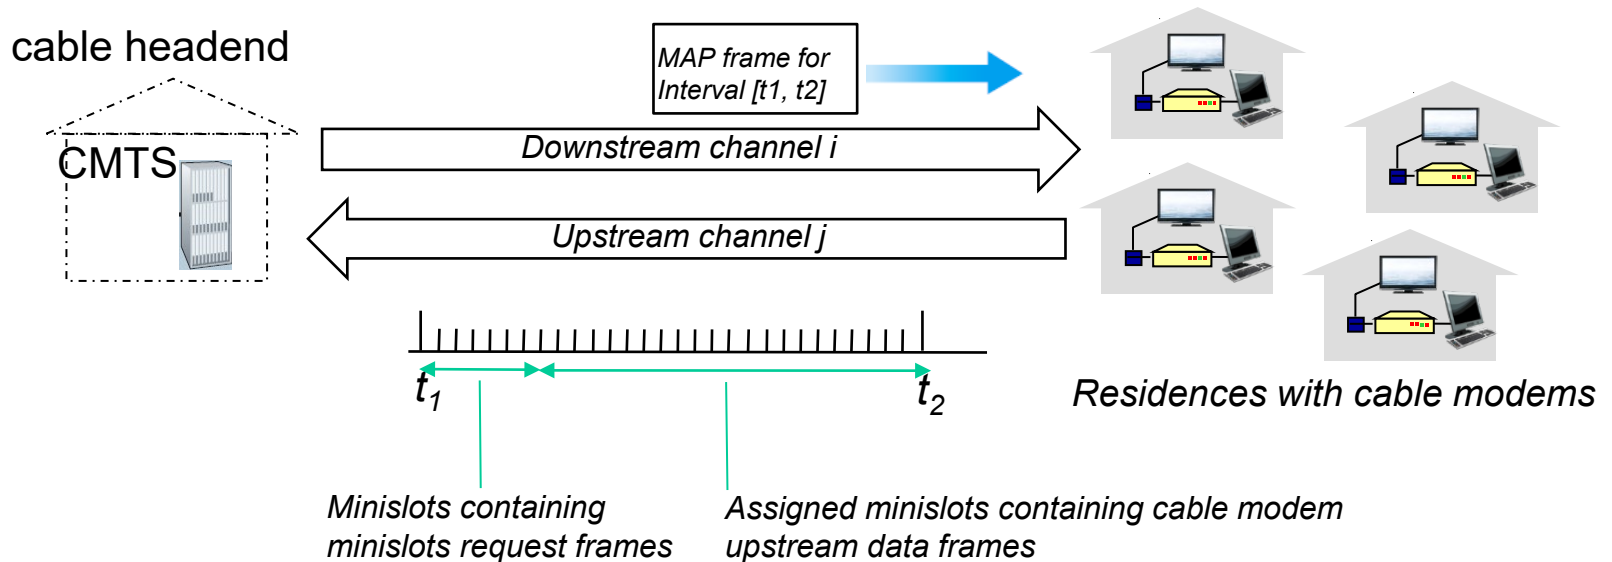 cable headend
MAP frame for
Interval [t1, t2]
CMTS
Downstream channel i
Upstream channel j
t1
t2
Residences with cable modems
Minislots containing
minislots request frames
Assigned minislots containing cable modem
upstream data frames